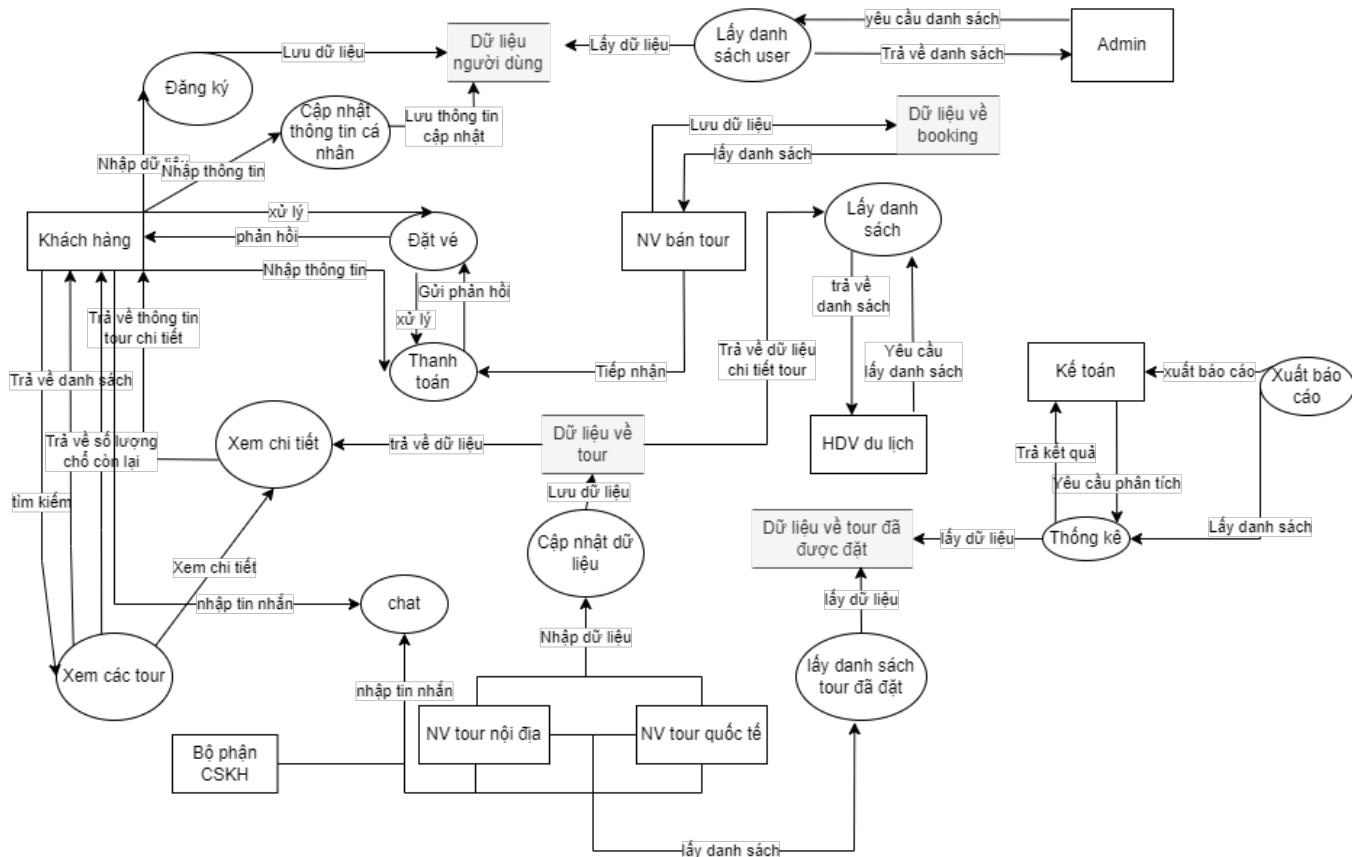 yêu cầu danh sách
Lấy danh
sách user
Admin
Dữ liệu
người dùng
Lưu dữ liệu
Lấy dữ liệu
Trả về danh sách
Đăng ký
Cập nhật
thông tin cá
nhân
Lưu thông tin
cập nhật
Lưu dữ liệu
Dữ liệu về
booking
lấy danh sách
Nhập dữ liệu
Nhập thông tin
xử lý
Khách hàng
phản hồi
Đặt vé
NV bán tour
Lấy danh
sách
Nhập thông tin
Gửi phản hồi
trả về
danh sách
Trả về thông tin
tour chi tiết
xử lý
Thanh
toán
Tiếp nhận
Trả về dữ liệu
chi tiết tour
Yêu cầu
lấy danh sách
Kế toán
xuất báo cáo
Xuất báo
cáo
Trả về danh sách
Xem chi tiết
trả về dữ liệu
Dữ liệu về
tour
HDV du lịch
Trả về số lượng
chổ còn lại
Trả kết quả
tìm kiếm
Lưu dữ liệu
Yêu cầu phân tích
Cập nhật dữ
liệu
Dữ liệu về tour đã
được đặt
lấy dữ liệu
Thống kê
Lấy danh sách
Xem chi tiết
nhập tin nhắn
chat
lấy dữ liệu
Nhập dữ liệu
Xem các tour
nhập tin nhắn
lấy danh sách
tour đã đặt
NV tour nội địa
NV tour quốc tế
Bộ phận
CSKH
lấy danh sách